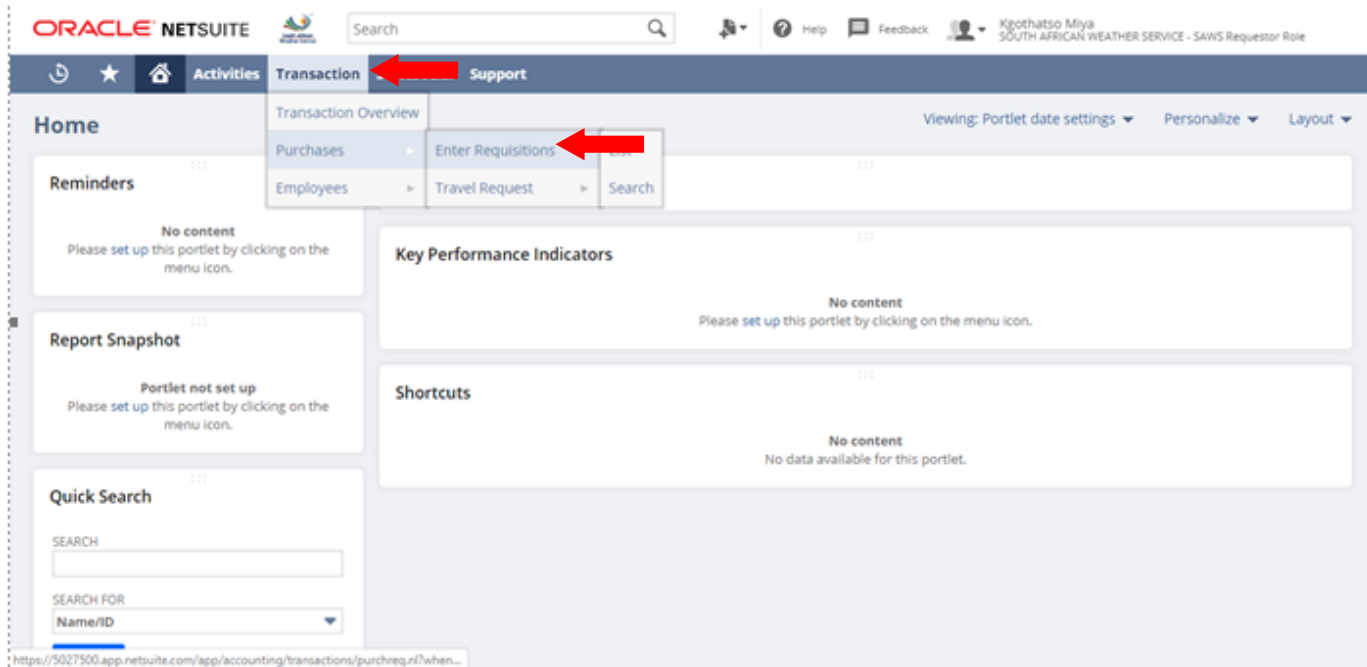 ORACLE NETSUITE
Search
Help
Feedback
Kgothatso Miya
SOUTH AFRICAN WEATHER SERVICE - SAWS Requestor Role
Activities
Transaction
Support
Home
Viewing: Portlet date settings
Personalize
Layout
Transaction Overview
Purchases
Enter Requisitions
Employees
Travel Request
Search
Reminders
No content
Please set up this portlet by clicking on the
menu icon.
Key Performance Indicators
No content
Please set up this portlet by clicking on the menu icon.
Report Snapshot
Portlet not set up
Please set up this portlet by clicking on the
menu icon.
Shortcuts
No content
No data available for this portlet.
Quick Search
SEARCH
SEARCH FOR
Name/ID
https://5027500.app.netsuite.com/app/accounting/transactions/purchreq.nl?when...